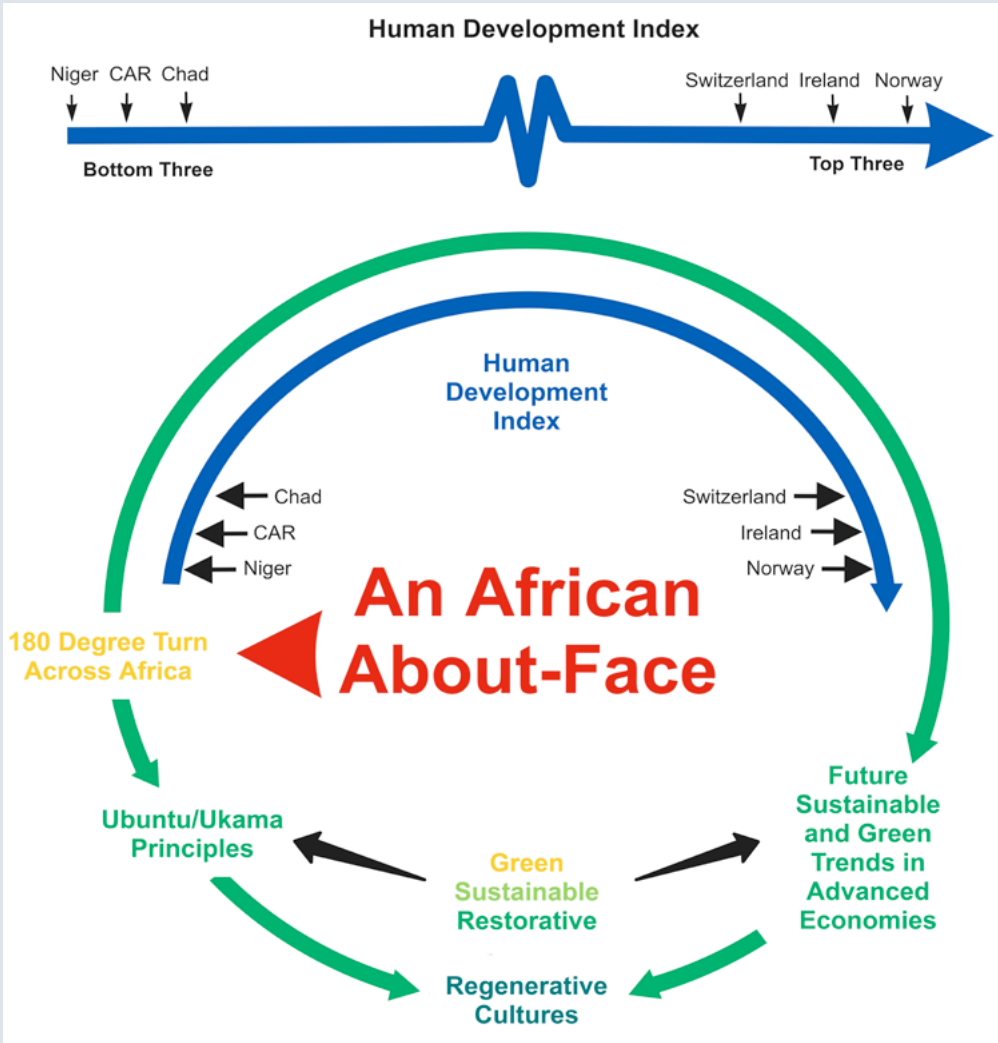 Human Development Index
Niger CAR Chad
Switzerland Ireland Norway
Bottom Three
Top Three
Human
Development
Index
Chad
CAR
Niger
Switzerland
Ireland
Norway
An African
About-Face
180 Degree Turn
Across Africa
Ubuntu/Ukama
Principles
Green
Sustainable
Restorative
Future
Sustainable
and Green
Trends in
Advanced
Economies
Regenerative
Cultures